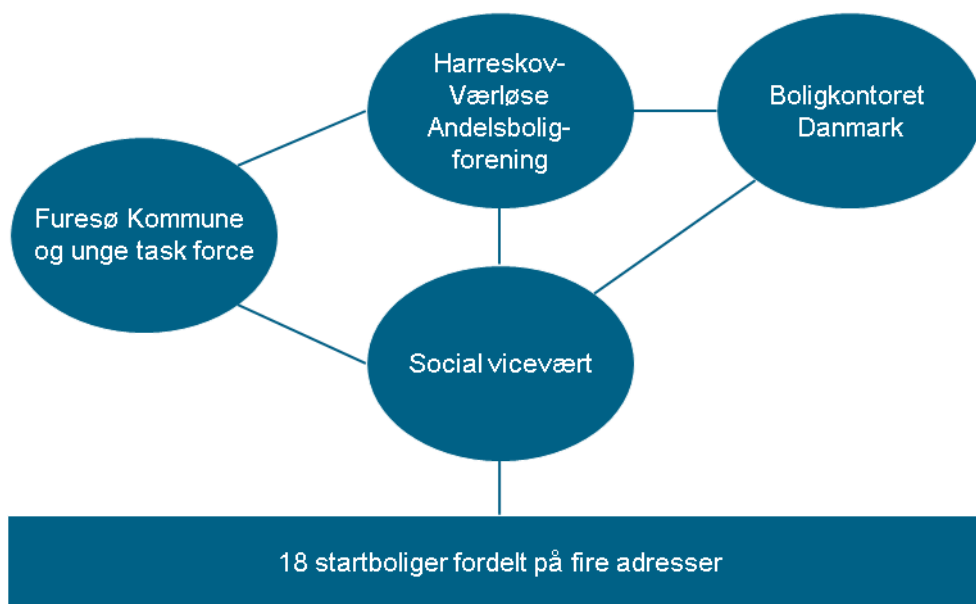 Harreskov-
Værløse
Andelsbolig-
forening
Boligkontoret
Danmark
Furesø Kommune
og unge task force
Social vicevært
18 startboliger fordelt på fire adresser